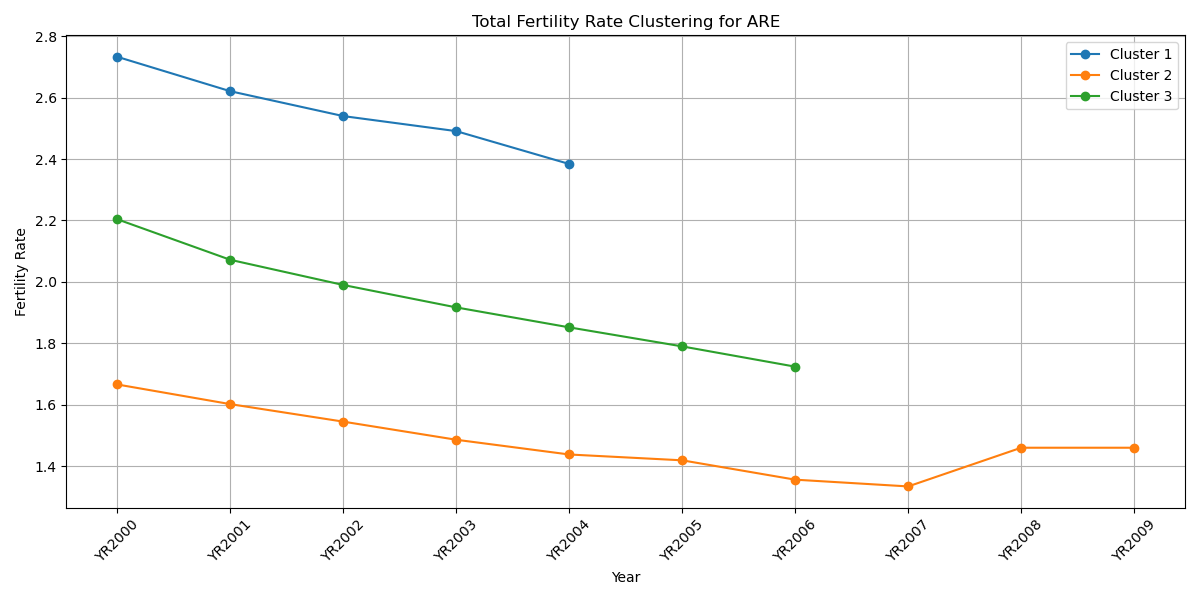 Total Fertility Rate Clustering for ARE
Cluster 1
Cluster 2
Cluster 3
Fertility Rate
2.8
2.6
2.4
2.2
2.0
1.8
1.6
1.4
YR2000
YR2001
YR2002
YR2003
YR2004
YR2005
YR2006
YR2007
YR2008
YR2009
Year